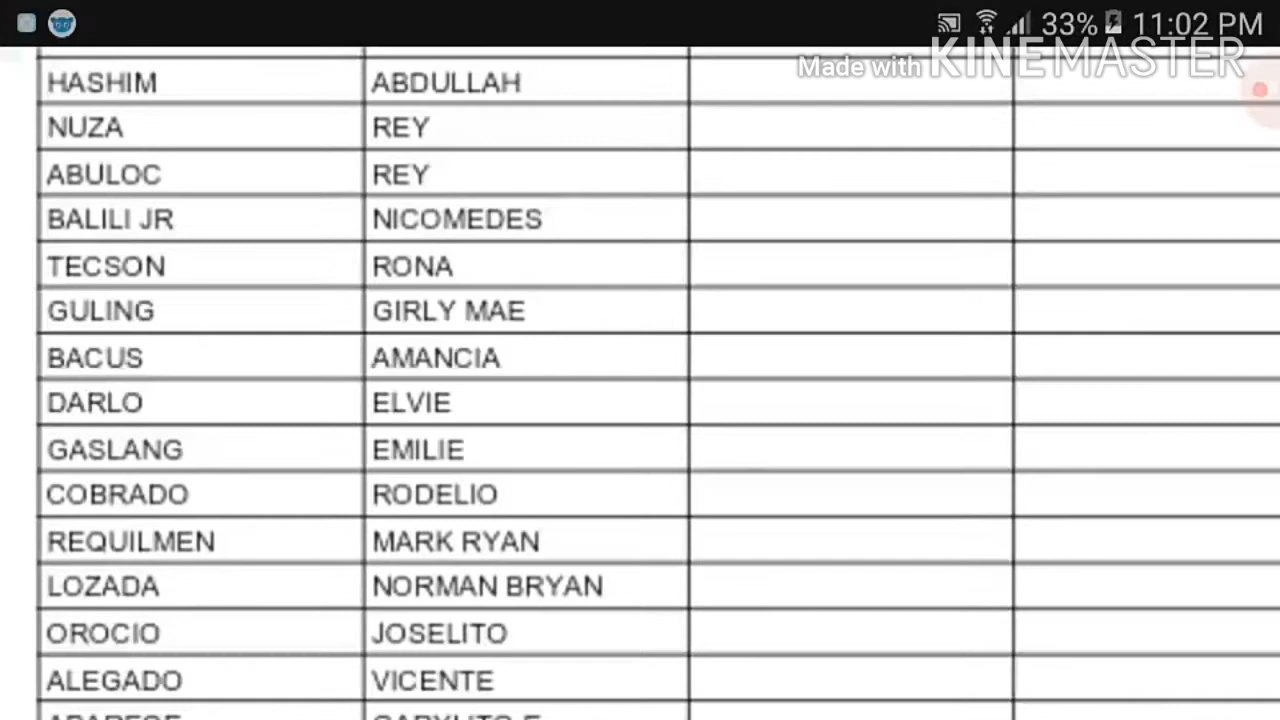 33% 11:02 PM
Made with KINEMASTER
HASHIM ABDULLAH
NUZA REY
ABULOC REY
BALILI JR NICOMEDES
TECSON RONA
GULING GIRLY MAE
BACUS AMANCIA
DARLO ELVIE
GASLANG EMILIE
COBRADO RODELIO
REQUILMEN MARK RYAN
LOZADA NORMAN BRYAN
OROCIO JOSELITO
ALEGADO VICENTE